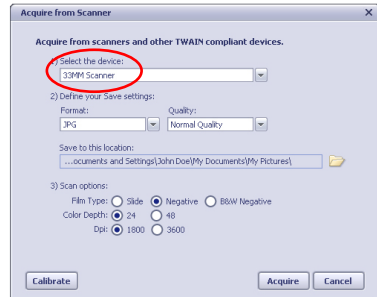 Acquire from Scanner
Acquire from scanners and other TWAIN compliant devices.
1) Select the device:
33MM Scanner
2) Define your Save settings:
Format: Quality:
JPG Normal Quality
Save to this location:
...ocuments and Settings\John Doe\My Documents\My Pictures\
3) Scan options:
Film Type: Slide Negative B&W Negative
Color Depth: 24 48
Dpi: 1800 3600
Calibrate Acquire Cancel